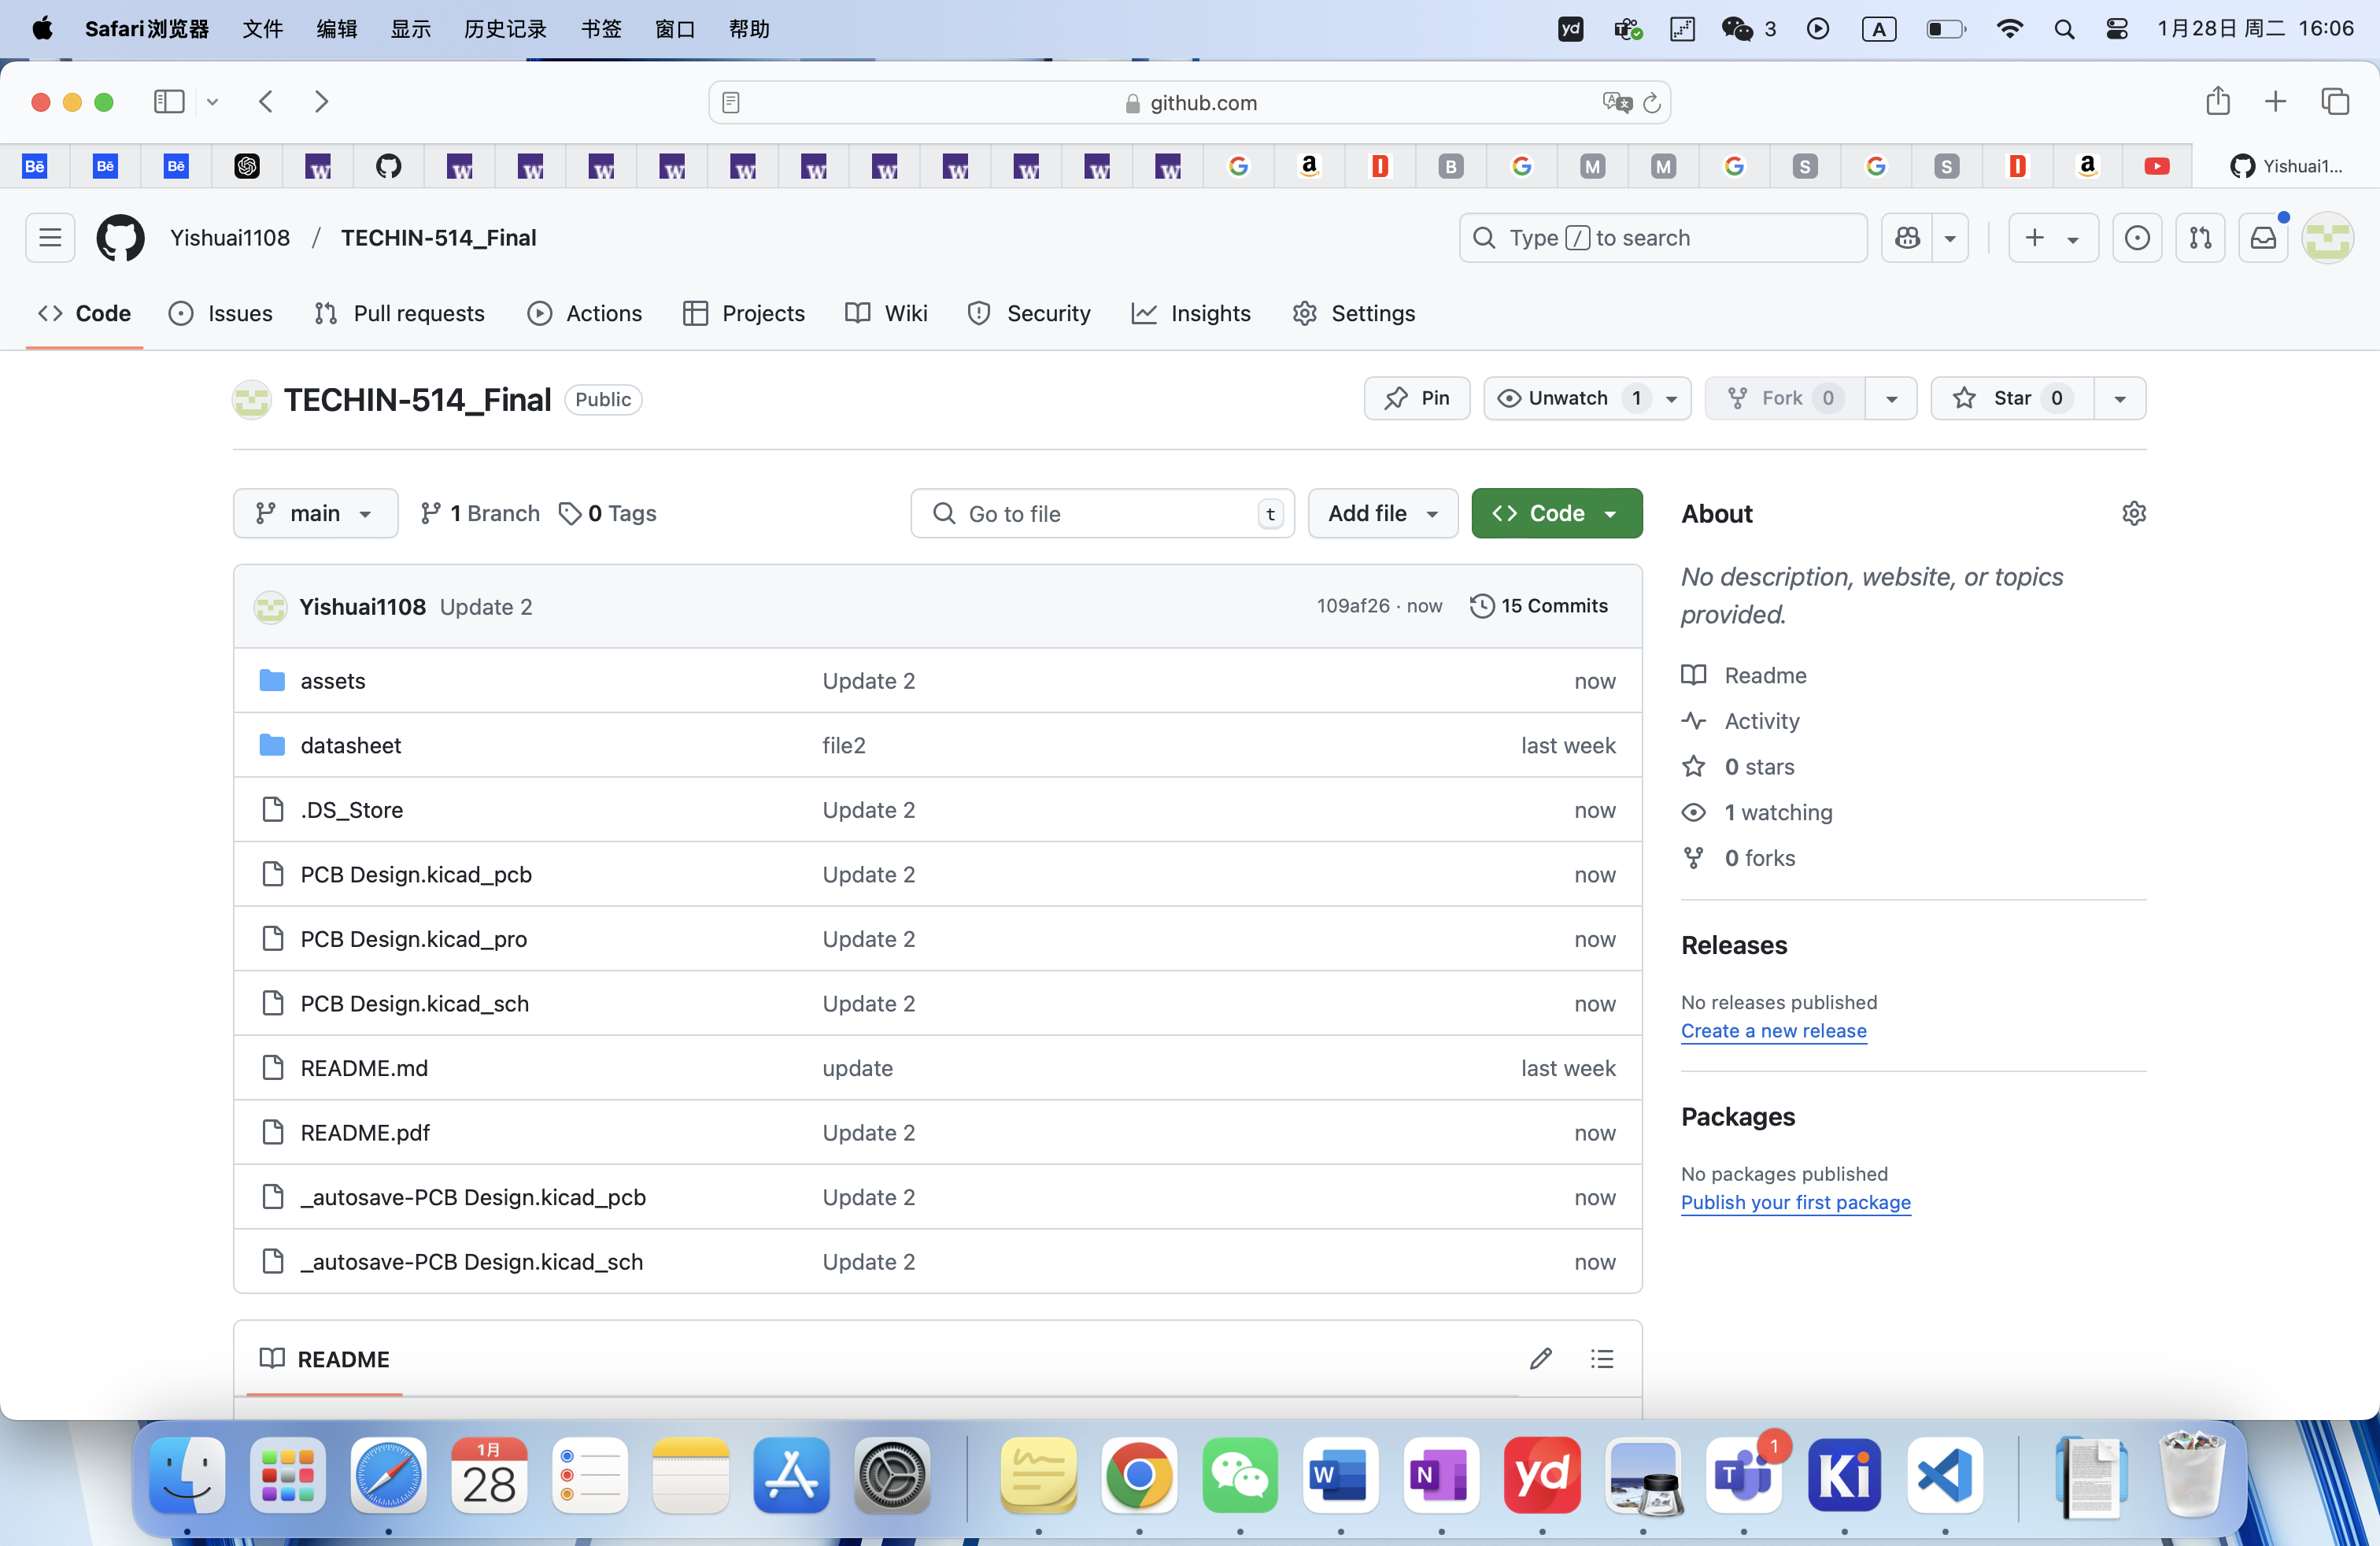 Safari浏览器 文件 编辑 显示 历史记录 书签 窗口 帮助 yd 3 A 1月28日 周二 16:06
github.com
Bē Bē Bē W W W W W W W W W W W W G a I B G M M G S G S I a Yishuai1...
Yishuai1108 / TECHIN-514_Final Type / to search
Code Issues Pull requests Actions Projects Wiki Security Insights Settings
TECHIN-514_Final Public Pin Unwatch 1 Fork 0 Star 0
main 1 Branch 0 Tags Go to file t Add file Code
Yishuai1108 Update 2 109af26 · now 15 Commits
assets Update 2 now
datasheet file2 last week
.DS_Store Update 2 now
PCB Design.kicad_pcb Update 2 now
PCB Design.kicad_pro Update 2 now
PCB Design.kicad_sch Update 2 now
README.md update last week
README.pdf Update 2 now
_autosave-PCB Design.kicad_pcb Update 2 now
_autosave-PCB Design.kicad_sch Update 2 now
README
About
No description, website, or topics
provided.
Readme
Activity
0 stars
1 watching
0 forks
Releases
No releases published
Create a new release
Packages
No packages published
Publish your first package
1月
28
W N yd T 1 Ki